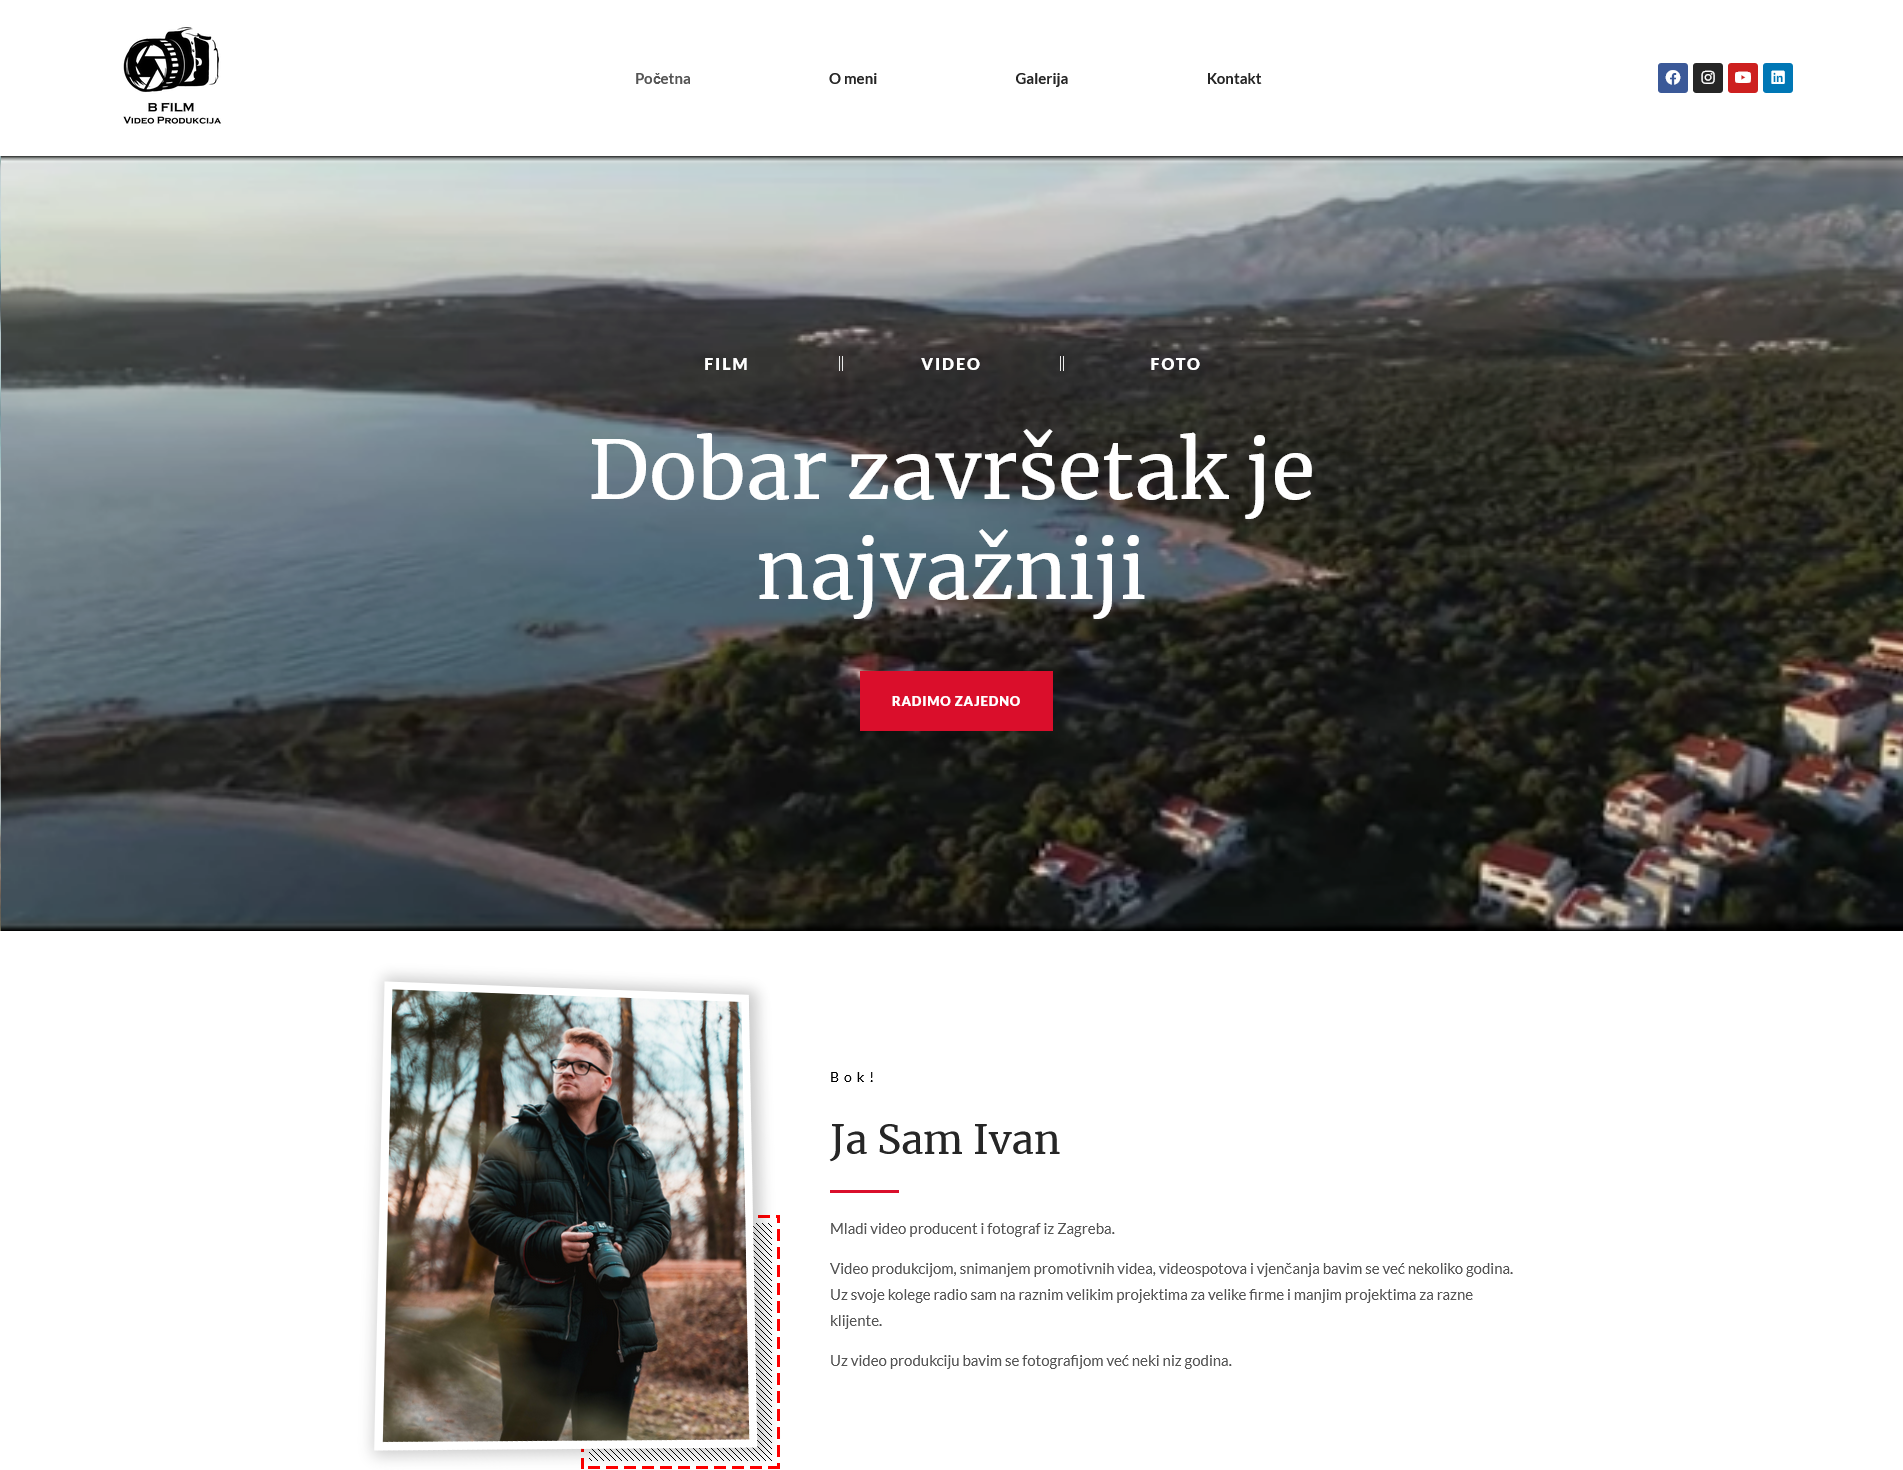 B FILM
VIDEO PRODUKCIJA
Početna
O meni
Galerija
Kontakt
FILM
VIDEO
FOTO
Dobar završetak je
najvažniji
RADIMO ZAJEDNO
Bok!
Ja Sam Ivan
Mladi video producent i fotograf iz Zagreba.
Video produkcijom, snimanjem promotivnih videa, videospotova i vjenčanja bavim se već nekoliko godina.
Uz svoje kolege radio sam na raznim velikim projektima za velike firme i manjim projektima za razne
klijente.
Uz video produkciju bavim se fotografijom već neki niz godina.